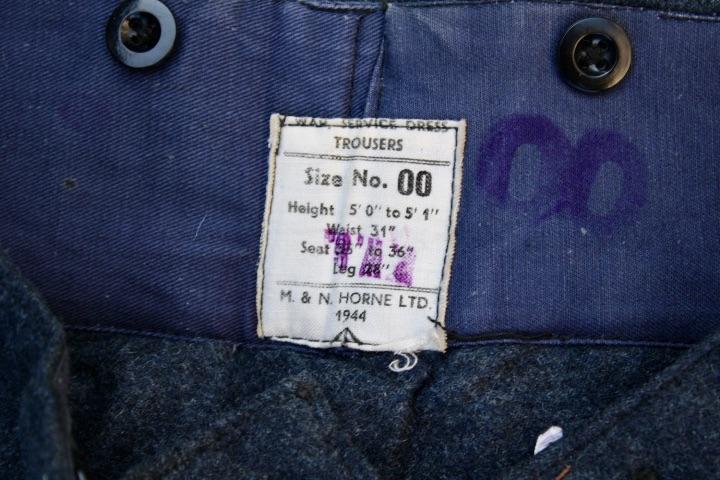 WAR, SERVICE DRESS
TROUSERS
Size No. 00
Height 5' 0" to 5' 1"
Waist 31"
Seat to 36"
Leg 28"
M. & N. HORNE LTD.
1944
00